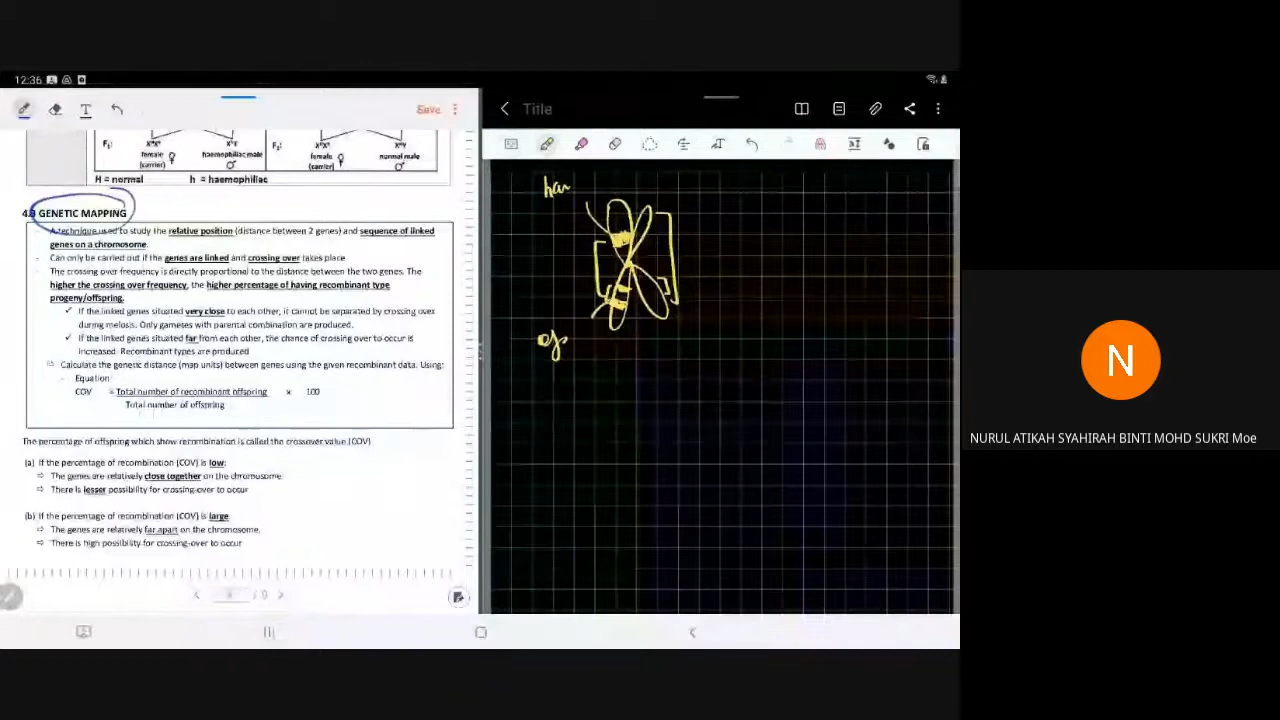 12:36
Save
Title
F₂:
F₂:
female
(carrier)
haemophiliac male
female
(carrier)
normal male
H = normal h = haemophiliac
GENETIC MAPPING
A technique used to study the relative position (distance between 2 genes) and sequence of linked
genes on a chromosome.
- Can only be carried out if the genes are linked and crossing over takes place
The crossing over frequency is directly proportional to the distance between the two genes. The
higher the crossing over frequency, the higher percentage of having recombinant type
progeny/offspring.
✓ If the linked genes situated very close to each other, it cannot be separated by crossing over
during meiosis. Only gametes with parental combination are produced.
✓ If the linked genes situated far from each other, the chance of crossing over to occur is
increased. Recombinant types are produced
Calculate the genetic distance (map units) between genes using the given recombinant data. Using:
- Equation
COV = Total number of recombinant offspring x 100
Total number of offspring
The percentage of offspring which show recombination is called the crossover value (COV)
(a) If the percentage of recombination (COV) is low:
⇨ The genes are relatively close together on the chromosome
⇨ There is lesser possibility for crossing-over to occur
(b) If the percentage of recombination (COV) is large.
⇨ The genes are relatively far apart on the chromosome.
⇨ There is high possibility for crossing-over to occur
/ 9
N
NURUL ATIKAH SYAHIRAH BINTI MOHD SUKRI Moe